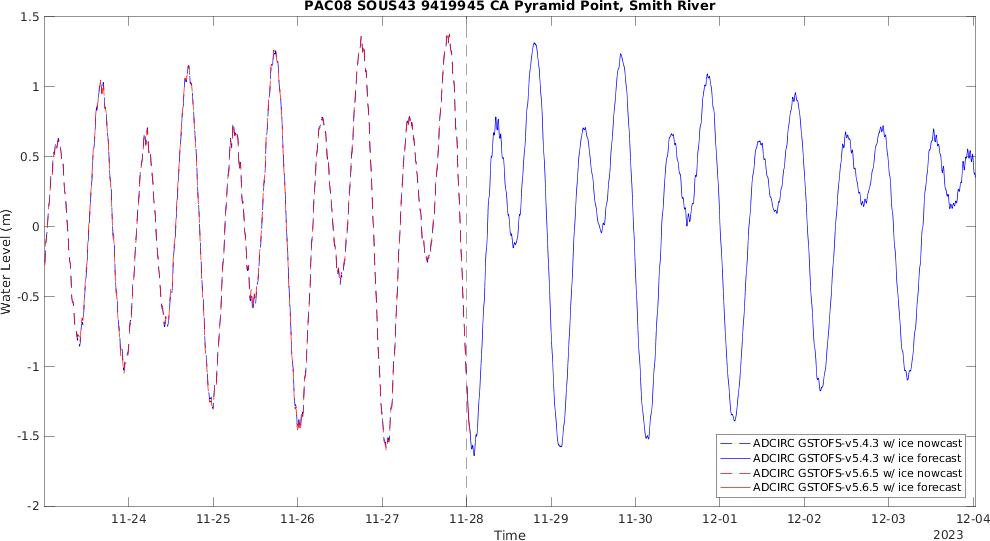 PAC08 SOUS43 9419945 CA Pyramid Point, Smith River
1.5
1
0.5
0
-0.5
-1
-1.5
-2
Water Level (m)
11-24
11-25
11-26
11-27
11-28
11-29
11-30
12-01
12-02
12-03
12-04
Time
2023
ADCIRC GSTOFS-v5.4.3 w/ ice nowcast
ADCIRC GSTOFS-v5.4.3 w/ ice forecast
ADCIRC GSTOFS-v5.6.5 w/ ice nowcast
ADCIRC GSTOFS-v5.6.5 w/ ice forecast